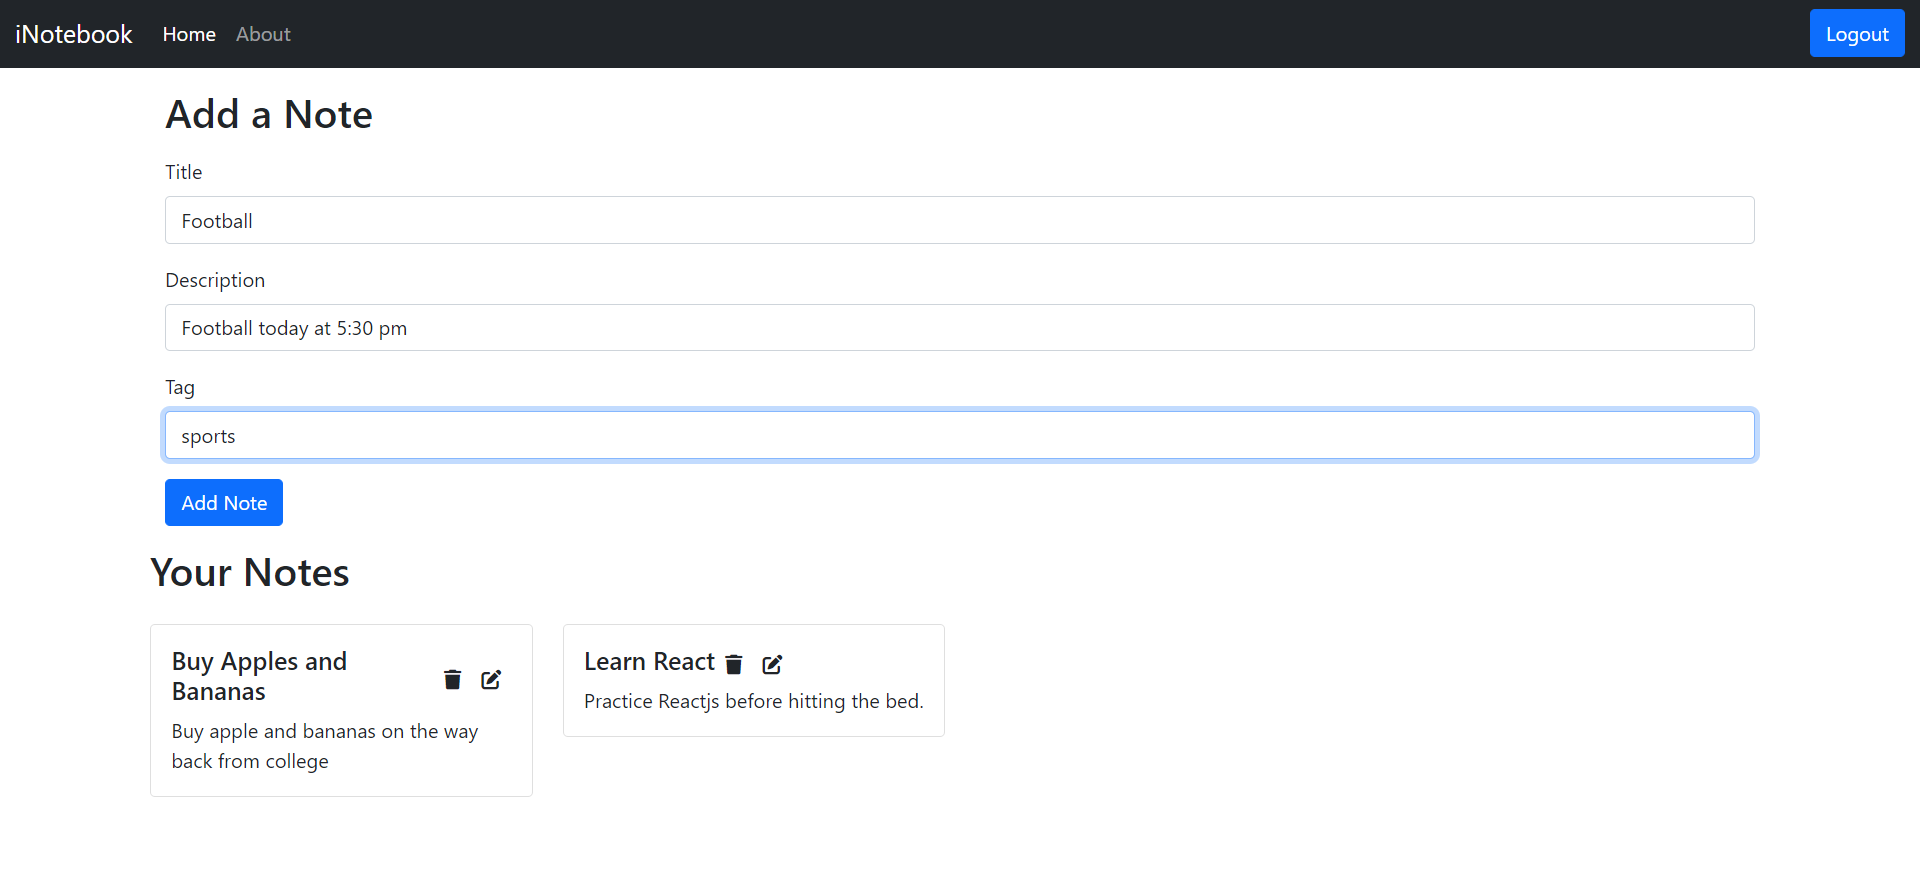 iNotebook Home About Logout
Add a Note
Title
Football
Description
Football today at 5:30 pm
Tag
sports
Add Note
Your Notes
Buy Apples and
Bananas
Buy apple and bananas on the way
back from college
Learn React
Practice Reactjs before hitting the bed.